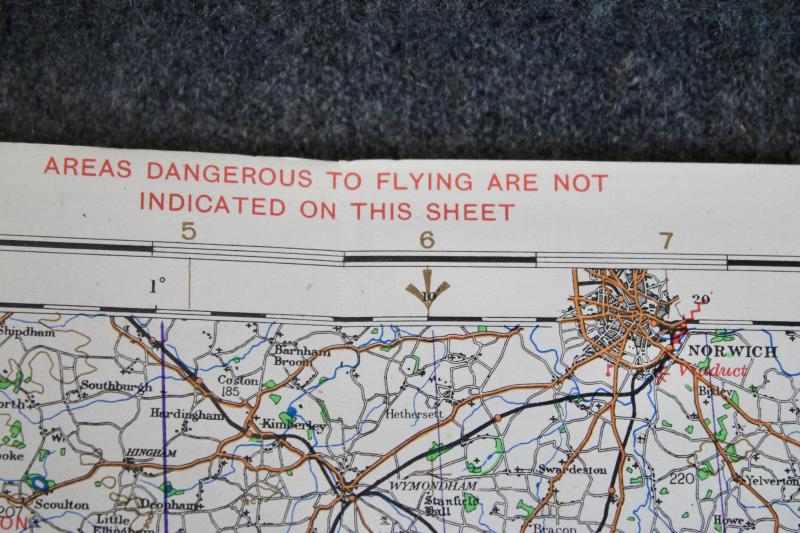 AREAS DANGEROUS TO FLYING ARE NOT
INDICATED ON THIS SHEET
5 6 7
1° 10 20'
Shipdham
NORWICH
Barnham
Broom
Viaduct
Coston
185
Southburgh
Bixley
Hardingham
Hethersett
Kimberley
W
HINGHAM
Swardeston
220
WYMONDHAM
Yelverton
Scoulton
Deopham
Stanfield
Hall
207
Little
Ellingham
Bracon
Howe